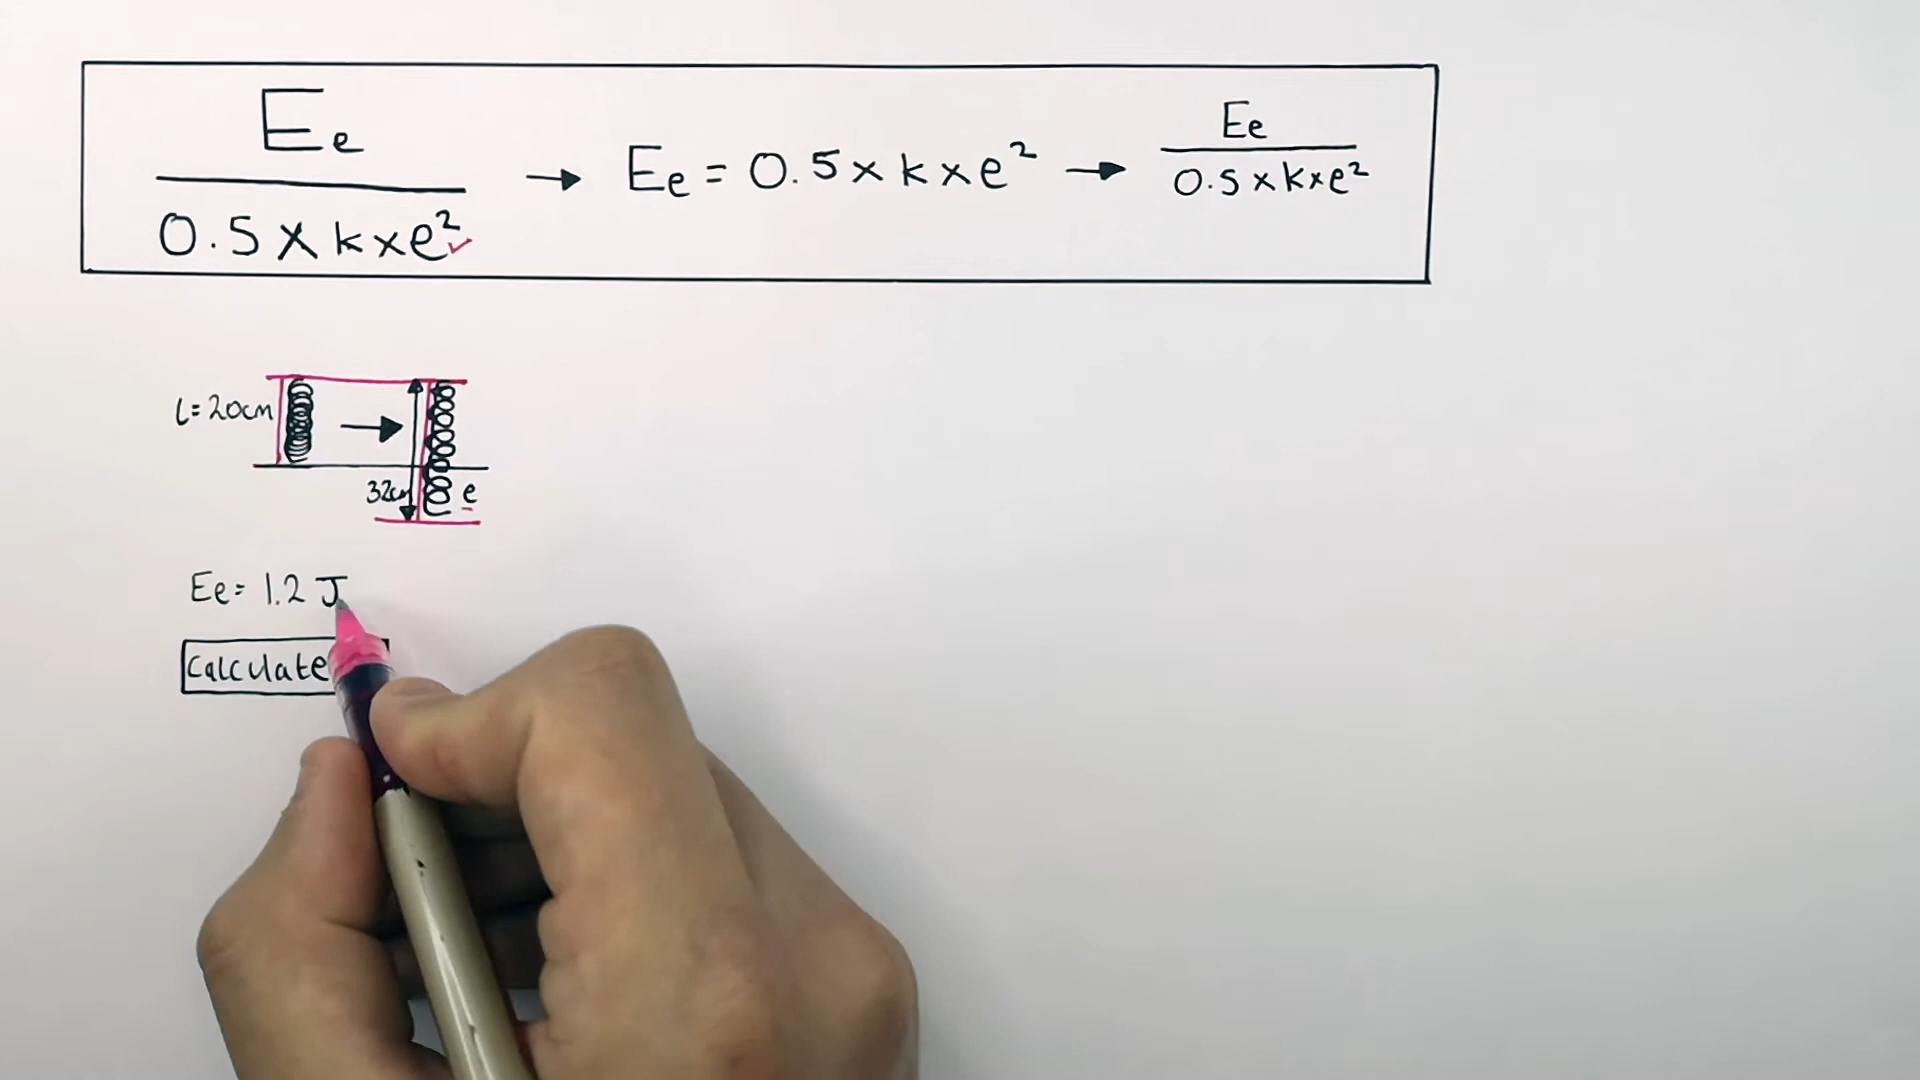 Ee
0.5 x k x e²
→ Ee = 0.5 x k x e² →
Ee
0.5 x k x e²
l = 20cm
32cm
e
Ee = 1.2 J
Calculate